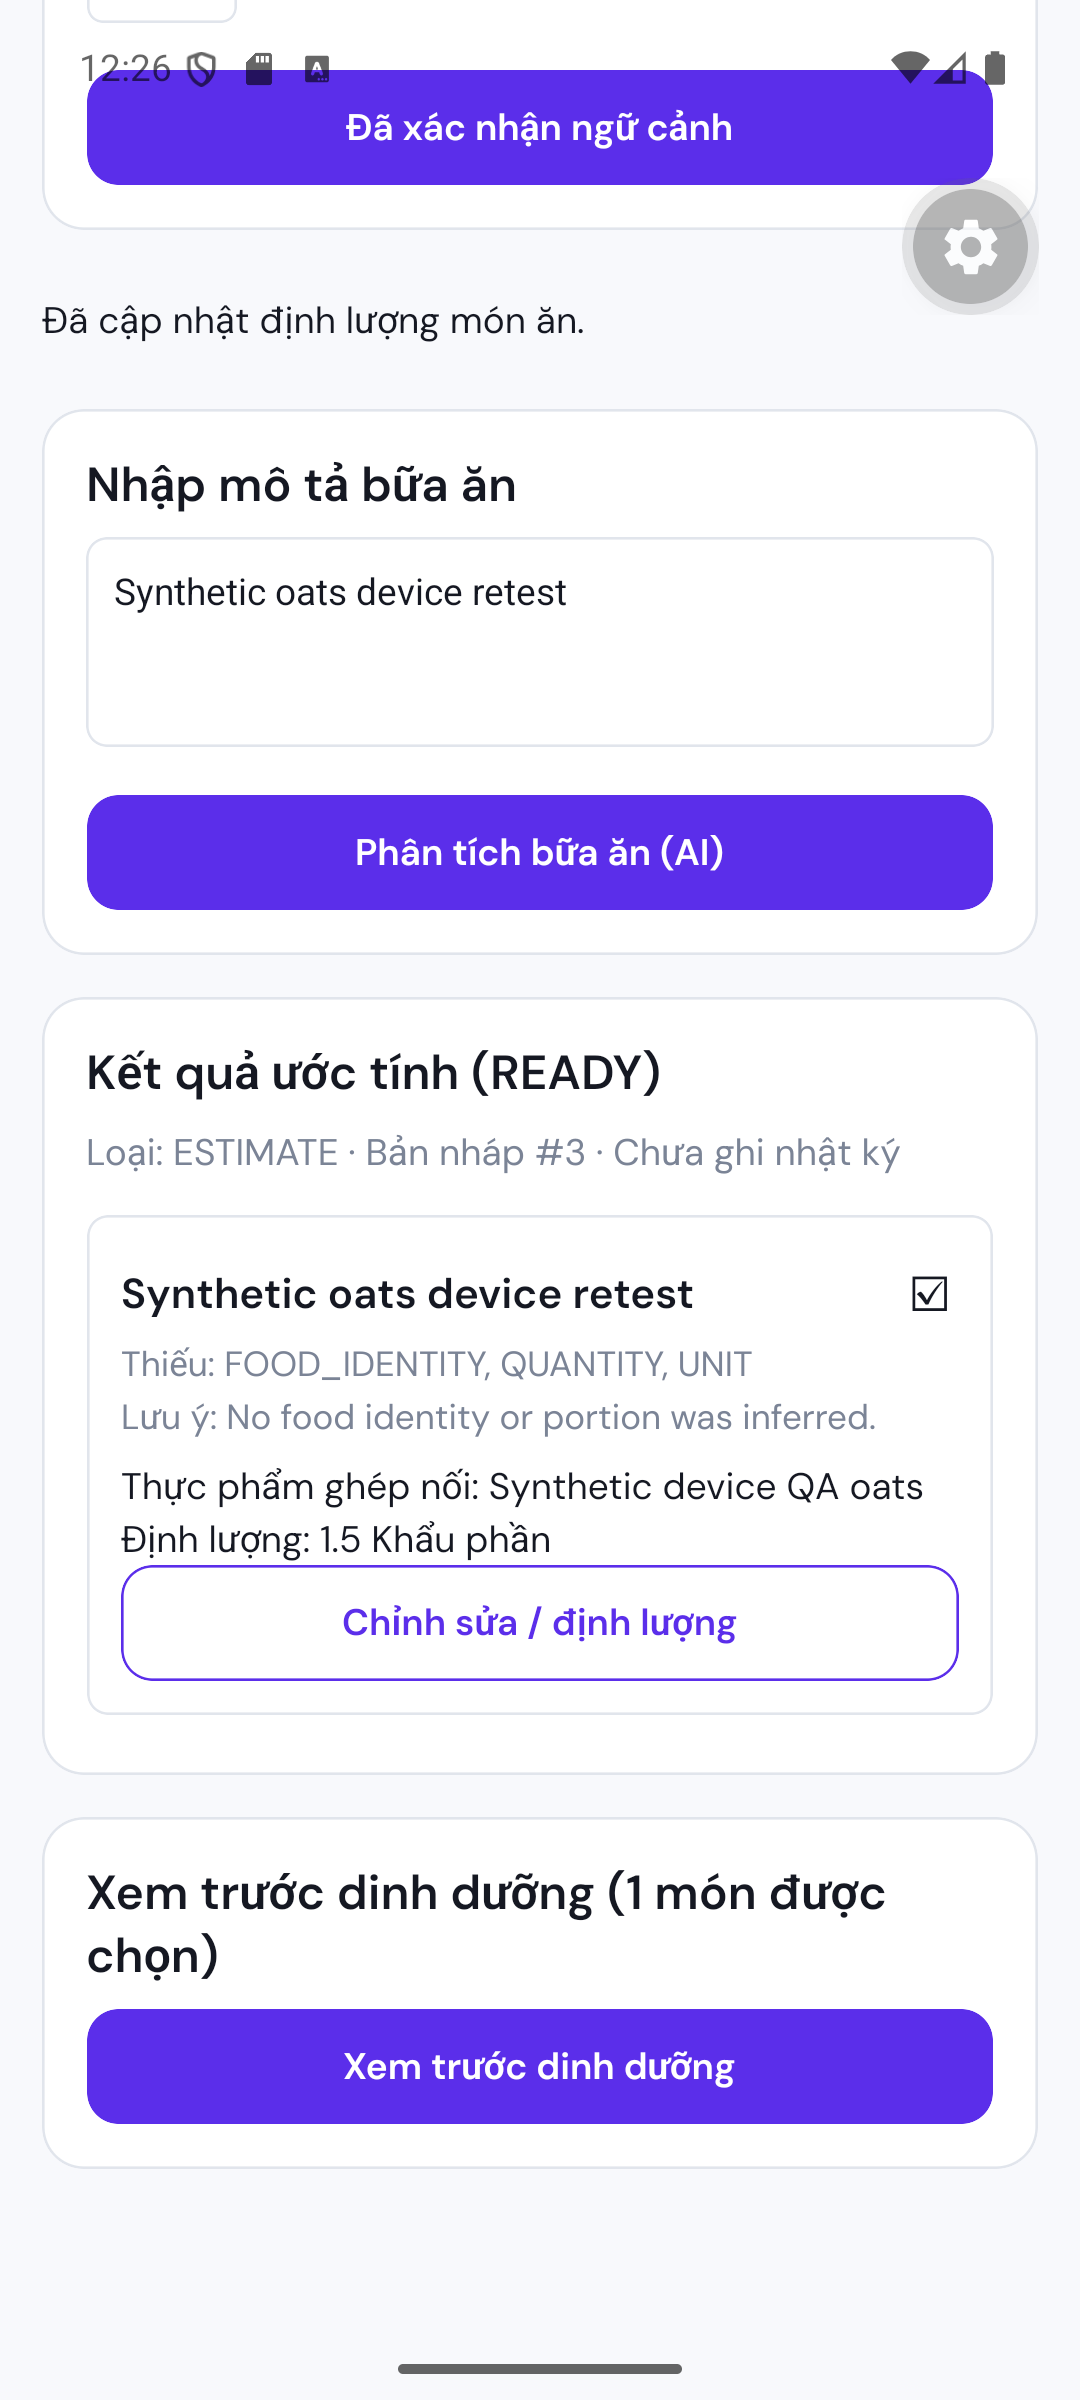 12:26
Đã xác nhận ngữ cảnh
Đã cập nhật định lượng món ăn.
Nhập mô tả bữa ăn
Synthetic oats device retest
Phân tích bữa ăn (AI)
Kết quả ước tính (READY)
Loại: ESTIMATE · Bản nháp #3 · Chưa ghi nhật ký
Synthetic oats device retest
Thiếu: FOOD_IDENTITY, QUANTITY, UNIT
Lưu ý: No food identity or portion was inferred.
Thực phẩm ghép nối: Synthetic device QA oats
Định lượng: 1.5 Khẩu phần
Chỉnh sửa / định lượng
Xem trước dinh dưỡng (1 món được
chọn)
Xem trước dinh dưỡng